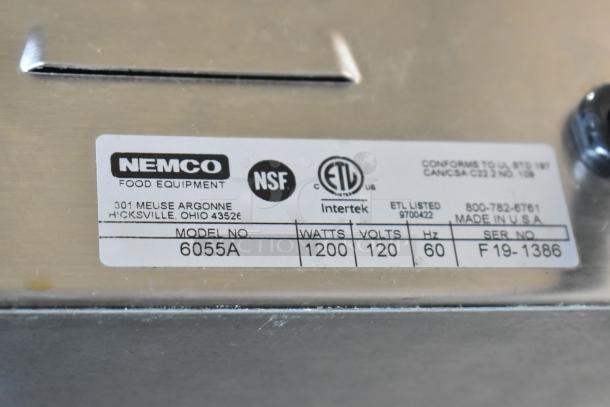 NEMCO
FOOD EQUIPMENT
301 MEUSE ARGONNE
HICKSVILLE, OHIO 43526
NSF
C ETL US
Intertek
ETL LISTED
9700422
CONFORMS TO UL STD 197
CAN/CSA C22.2 NO. 109
800-782-6761
MADE IN U.S.A.
MODEL NO. WATTS VOLTS Hz SER. NO.
6055A 1200 120 60 F19-1386